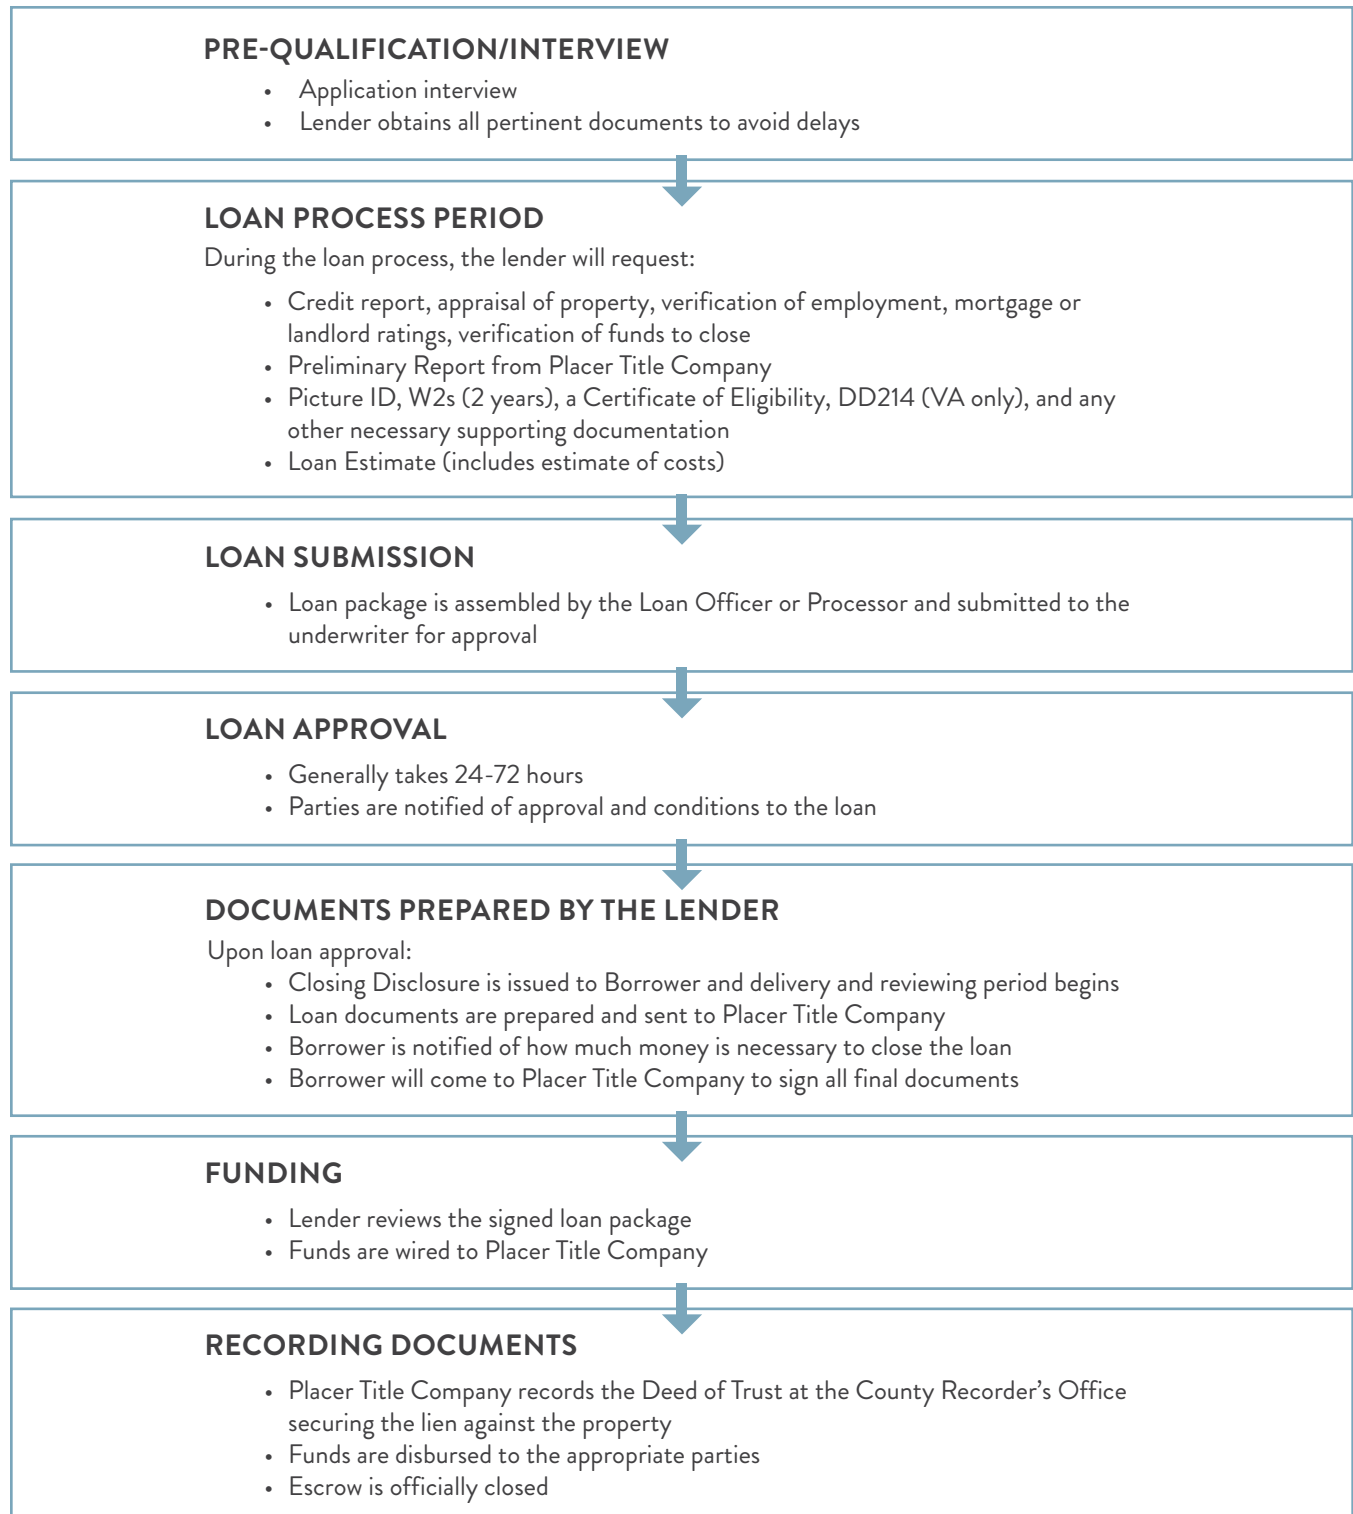 PRE-QUALIFICATION/INTERVIEW
• Application interview
• Lender obtains all pertinent documents to avoid delays
LOAN PROCESS PERIOD
During the loan process, the lender will request:
• Credit report, appraisal of property, verification of employment, mortgage or
landlord ratings, verification of funds to close
• Preliminary Report from Placer Title Company
• Picture ID, W2s (2 years), a Certificate of Eligibility, DD214 (VA only), and any
other necessary supporting documentation
• Loan Estimate (includes estimate of costs)
LOAN SUBMISSION
• Loan package is assembled by the Loan Officer or Processor and submitted to the
underwriter for approval
LOAN APPROVAL
• Generally takes 24-72 hours
• Parties are notified of approval and conditions to the loan
DOCUMENTS PREPARED BY THE LENDER
Upon loan approval:
• Closing Disclosure is issued to Borrower and delivery and reviewing period begins
• Loan documents are prepared and sent to Placer Title Company
• Borrower is notified of how much money is necessary to close the loan
• Borrower will come to Placer Title Company to sign all final documents
FUNDING
• Lender reviews the signed loan package
• Funds are wired to Placer Title Company
RECORDING DOCUMENTS
• Placer Title Company records the Deed of Trust at the County Recorder’s Office
securing the lien against the property
• Funds are disbursed to the appropriate parties
• Escrow is officially closed